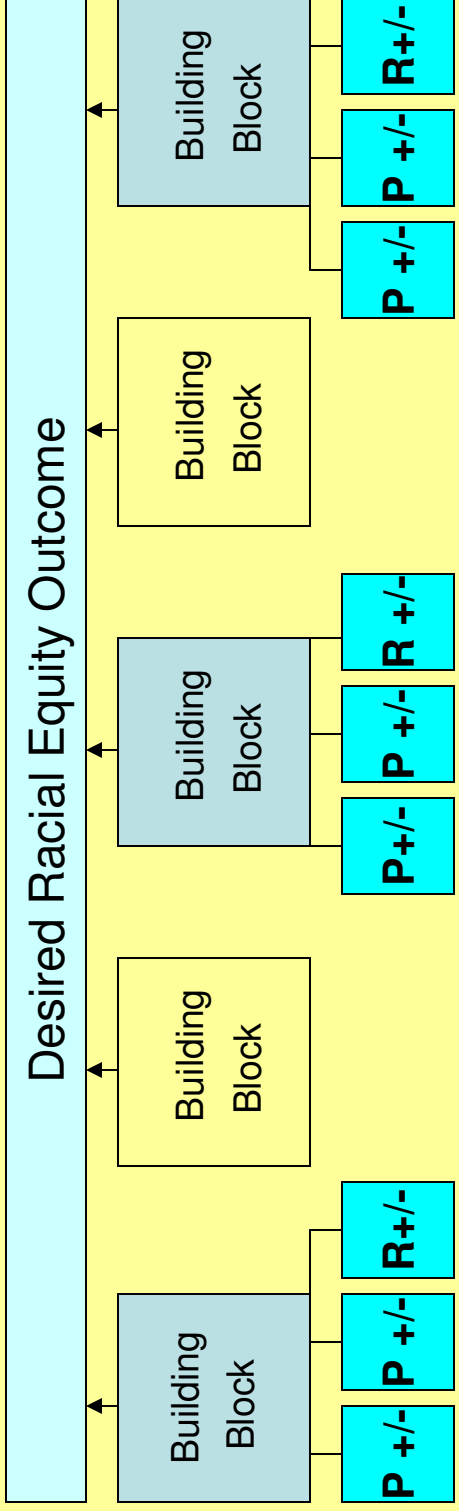 Desired Racial Equity Outcome
Building
Block
Building
Block
Building
Block
Building
Block
Building
Block
P +/-
P +/-
R+/-
P+/-
P +/-
R +/-
P +/-
P +/-
R+/-